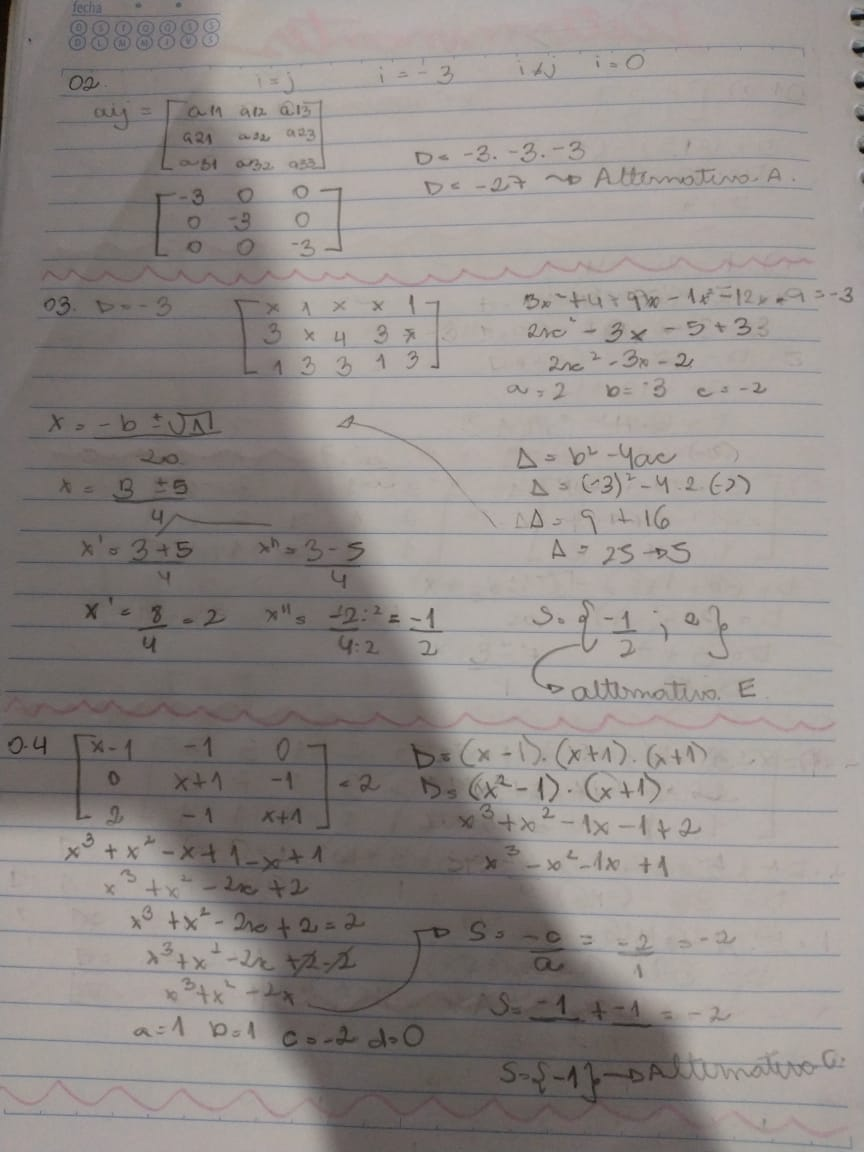 fecha
O S T Q Q S S
D L M M J V S
02. i=j i=-3 i≠j i=0
aij = [ a11 a12 a13
a21 a22 a23
a31 a32 a33 ]
D = -3. -3. -3
D = -27 ~> Alternativa A.
[ -3 0 0
0 -3 0
0 0 -3 ]
03. D=-3
[ x 1 x x 1
3 x 4 3 x
1 3 3 1 3 ]
3x²+4+9x-1x²-12x-9=-3
2x²-3x-5+3
2x²-3x-2
a=2 b=-3 c=-2
x = -b ± √Δ
2a
x = 3 ± 5
4
Δ = b²-4ac
Δ = (-3)²-4.2.(-2)
Δ = 9+16
Δ = 25 → 5
x' = 3+5 x'' = 3-5
4 4
x' = 8 = 2 x'' = -2:2 = -1
4 4:2 2
S = { -1 ; 2 }
2
→ alternativa E
04 [ x-1 -1 0
0 x+1 -1
2 -1 x+1 ] = 2
D=(x-1).(x+1).(x+1)
D=(x²-1).(x+1)
x³+x²-1x-1+2
x³-x²-1x+1
x³+x²-x+1-x+1
x³+x²-2x+2
x³+x²-2x+2=2
x³+x²-2x+2-2
x³+x²-2x
a=1 b=1 c=-2 d=0
S = -c = -2 = -2
a 1
S = -1 + -1 = -2
S={-1} → Alternativa